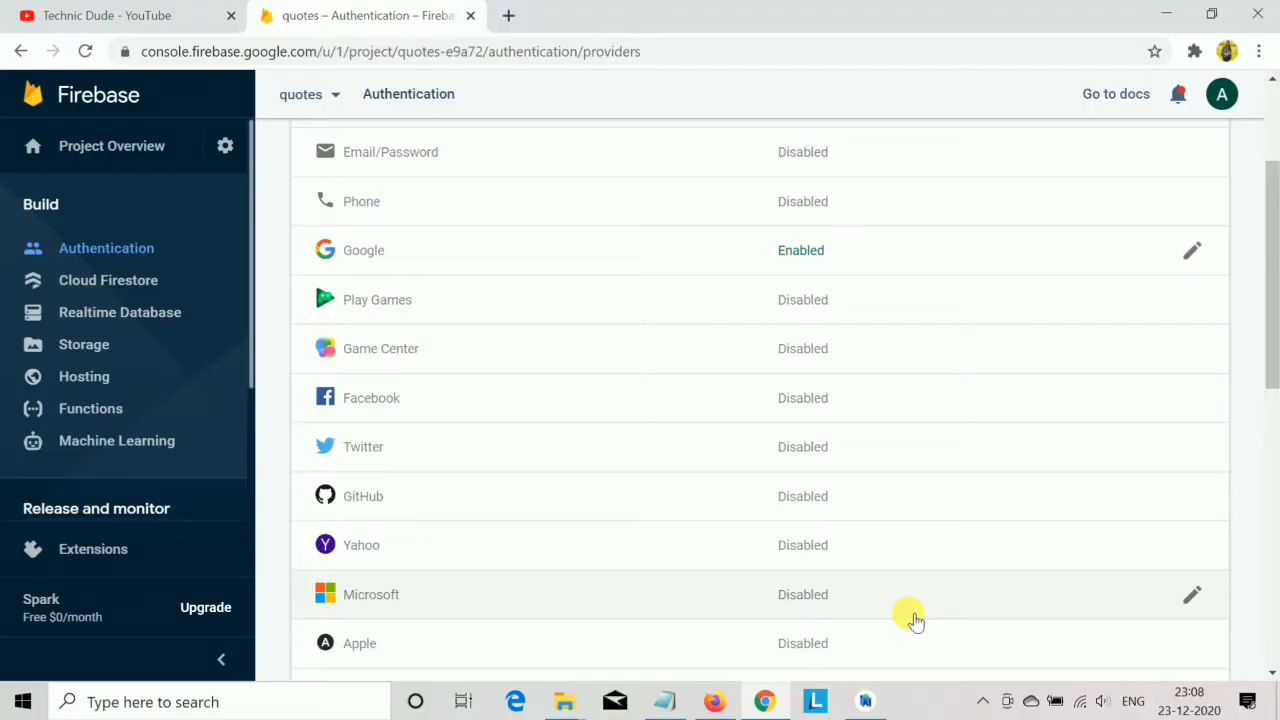 Technic Dude - YouTube
quotes – Authentication – Fireba
console.firebase.google.com/u/1/project/quotes-e9a72/authentication/providers
Firebase
quotes
Authentication
Go to docs
A
Project Overview
Build
Authentication
Cloud Firestore
Realtime Database
Storage
Hosting
Functions
Machine Learning
Release and monitor
Extensions
Spark
Free $0/month
Upgrade
Email/Password Disabled
Phone Disabled
Google Enabled
Play Games Disabled
Game Center Disabled
Facebook Disabled
Twitter Disabled
GitHub Disabled
Yahoo Disabled
Microsoft Disabled
Apple Disabled
Type here to search
L
ENG
23:08
23-12-2020